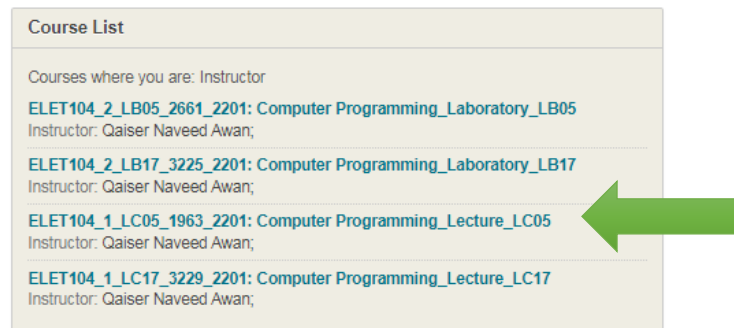 Course List
Courses where you are: Instructor
ELET104_2_LB05_2661_2201: Computer Programming_Laboratory_LB05
Instructor: Qaiser Naveed Awan;
ELET104_2_LB17_3225_2201: Computer Programming_Laboratory_LB17
Instructor: Qaiser Naveed Awan;
ELET104_1_LC05_1963_2201: Computer Programming_Lecture_LC05
Instructor: Qaiser Naveed Awan;
ELET104_1_LC17_3229_2201: Computer Programming_Lecture_LC17
Instructor: Qaiser Naveed Awan;